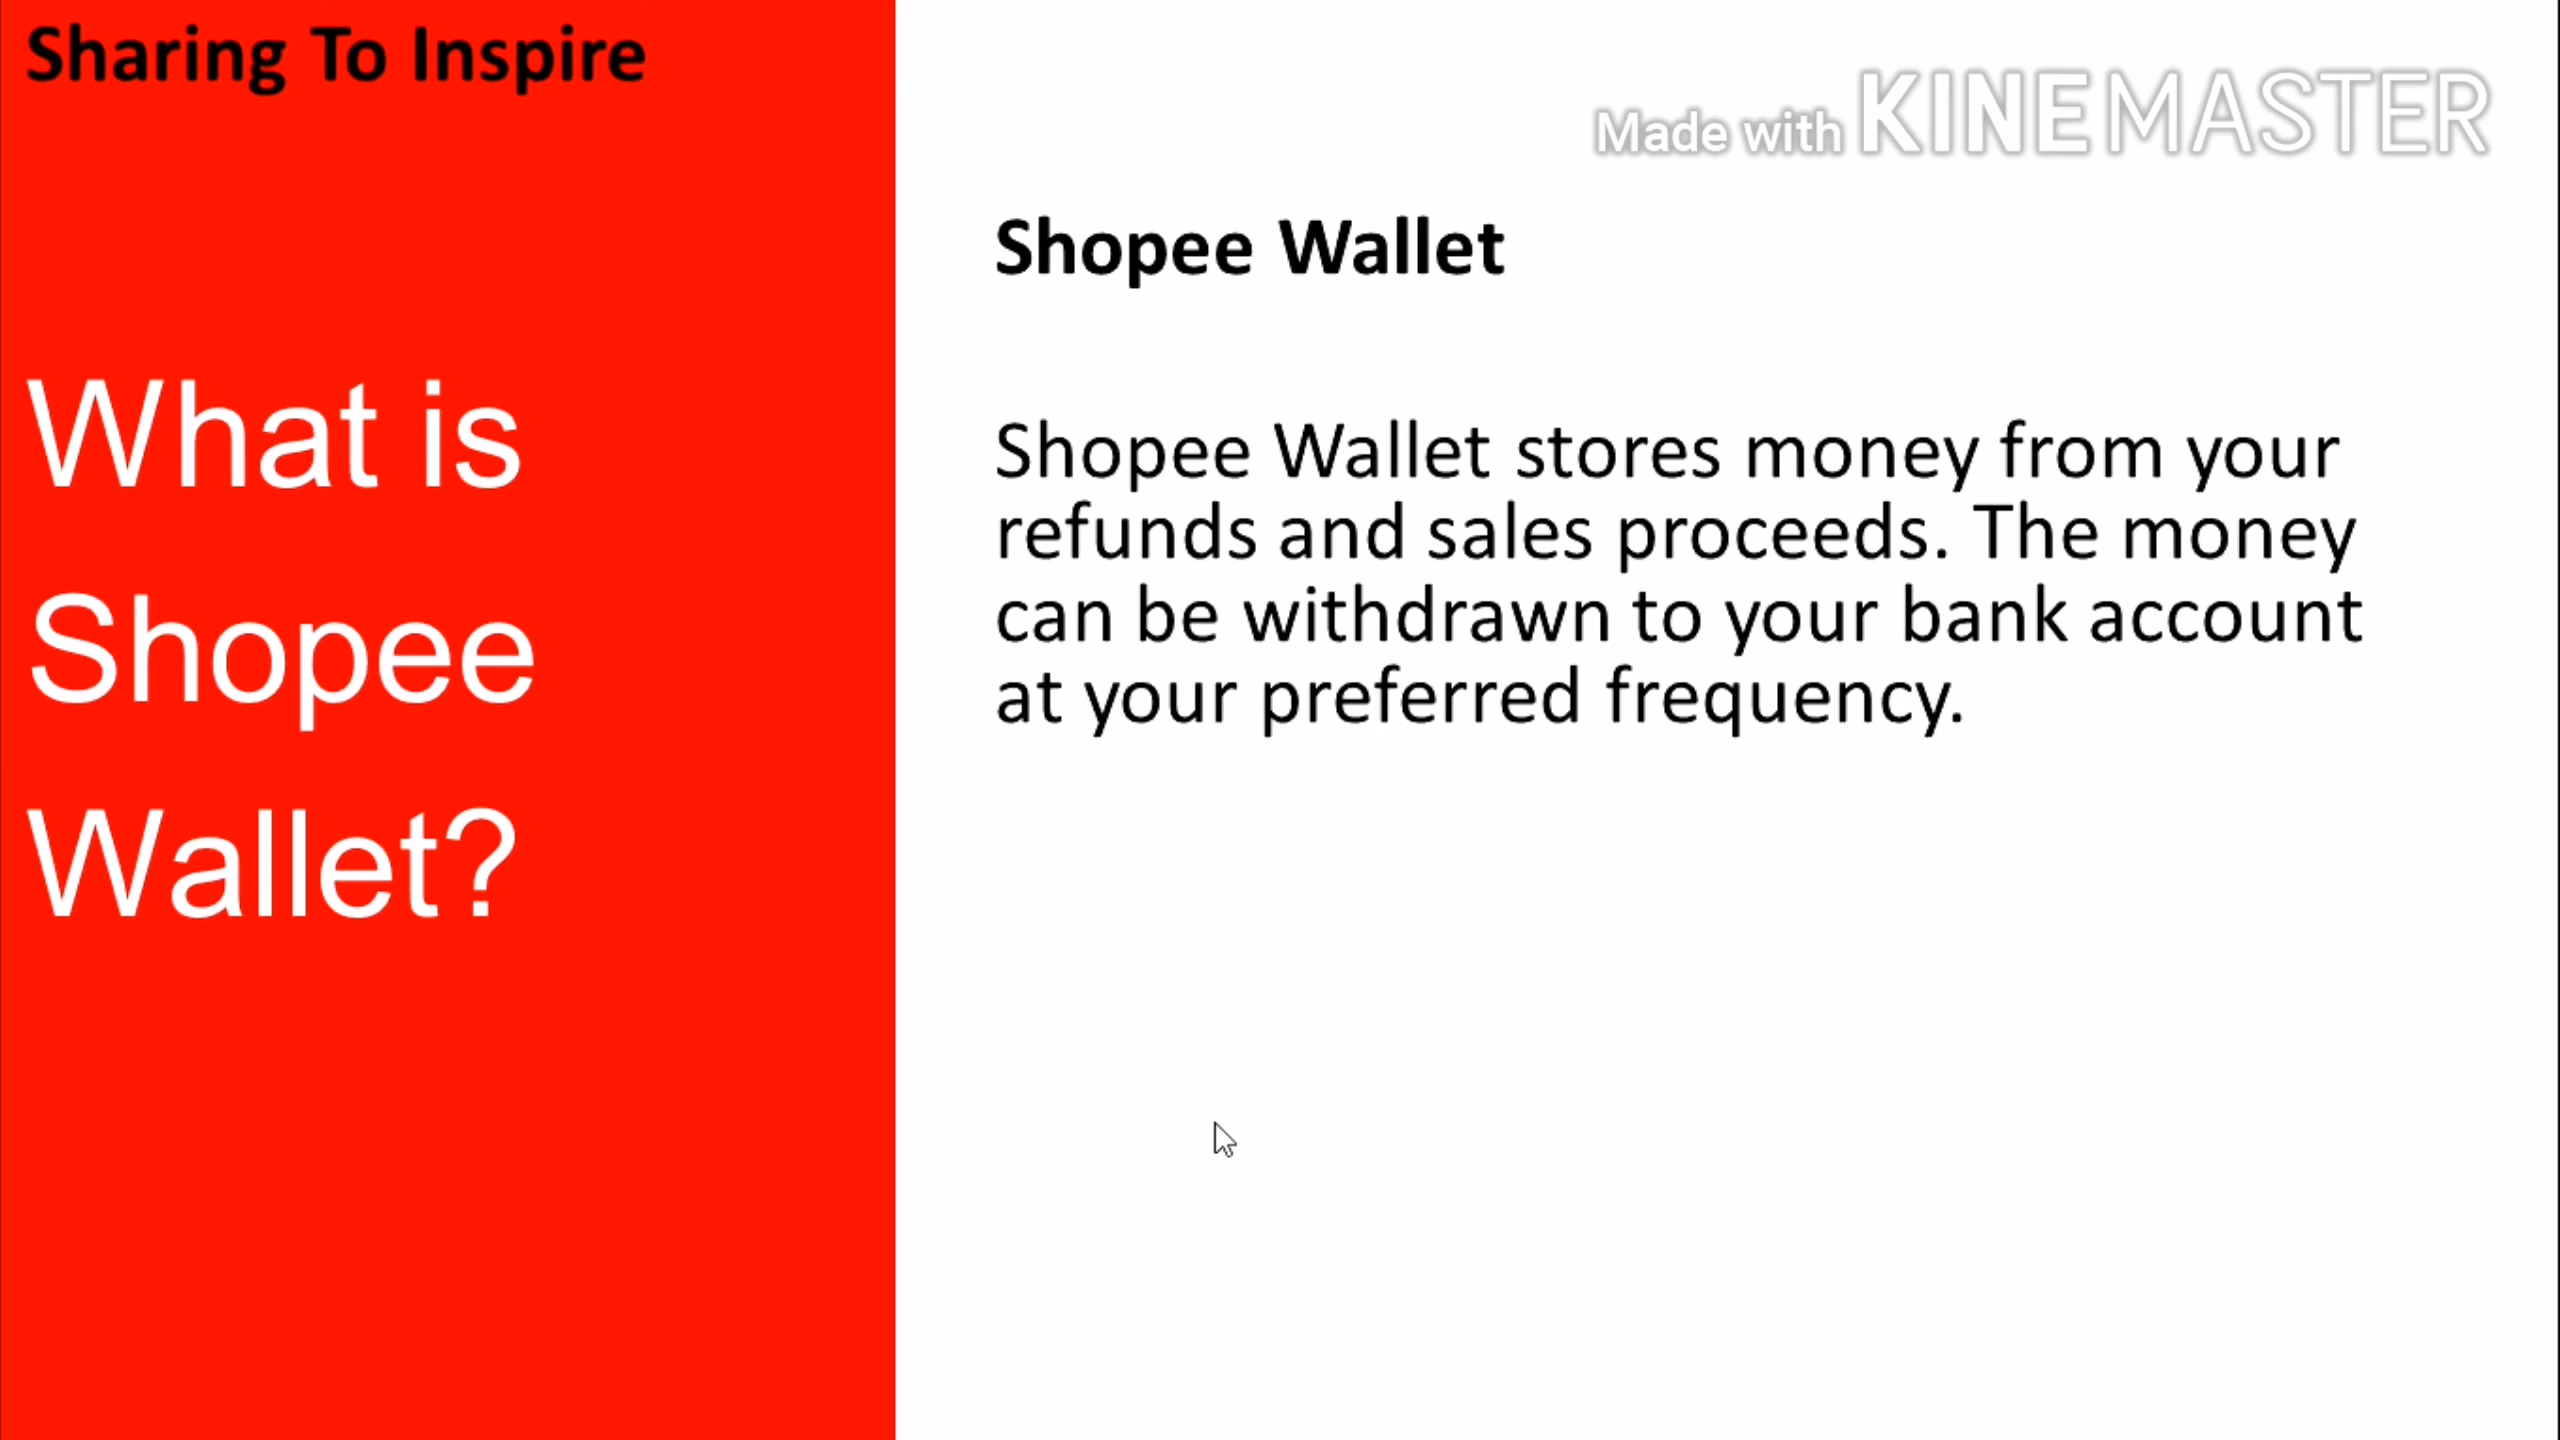 Sharing To Inspire
What is
Shopee
Wallet?
Made with KINEMASTER
Shopee Wallet
Shopee Wallet stores money from your
refunds and sales proceeds. The money
can be withdrawn to your bank account
at your preferred frequency.